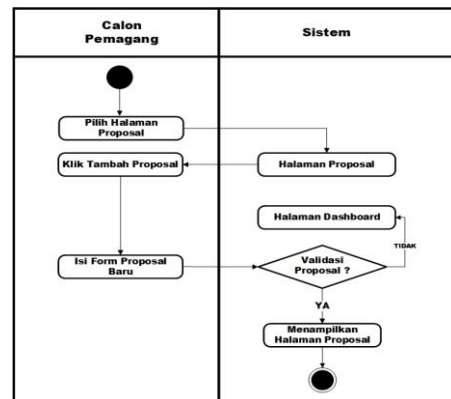 Calon
Pemagang
Sistem
Pilih Halaman
Proposal
Klik Tambah Proposal
Halaman Proposal
Halaman Dashboard
TIDAK
Isi Form Proposal
Baru
Validasi
Proposal ?
YA
Menampilkan
Halaman Proposal